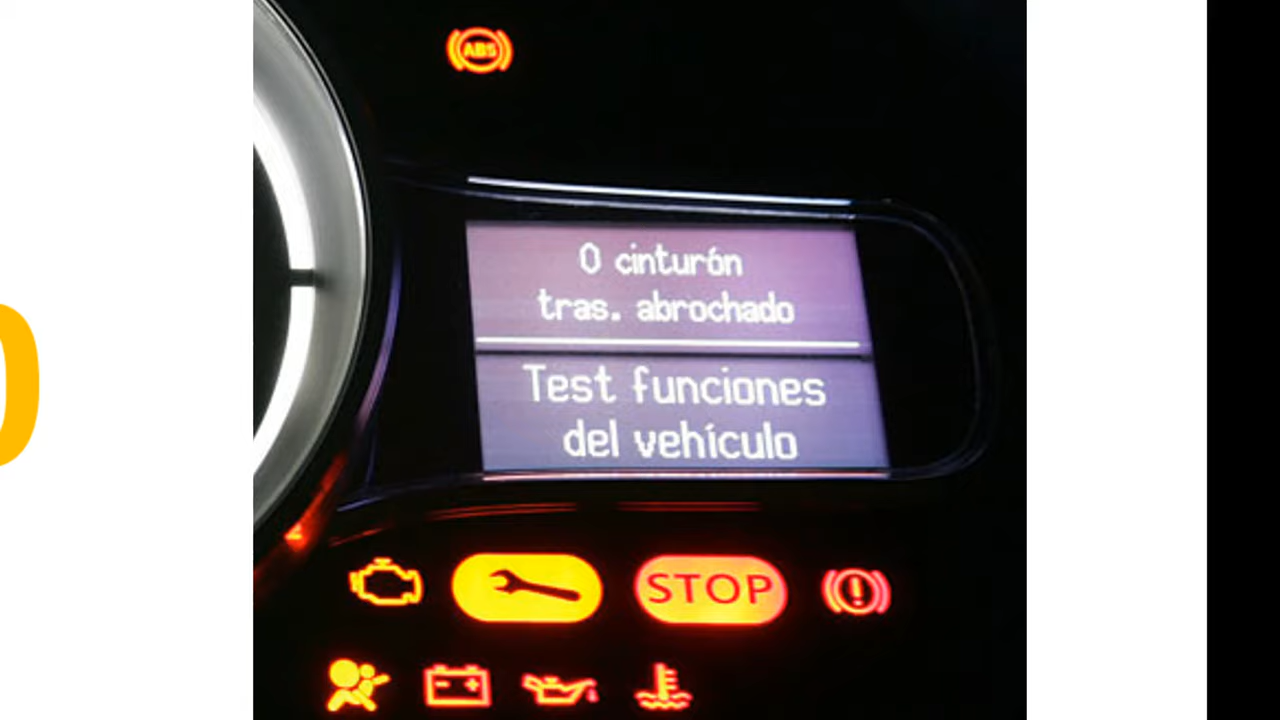 ABS
0 cinturón
tras. abrochado
Test funciones
del vehículo
STOP